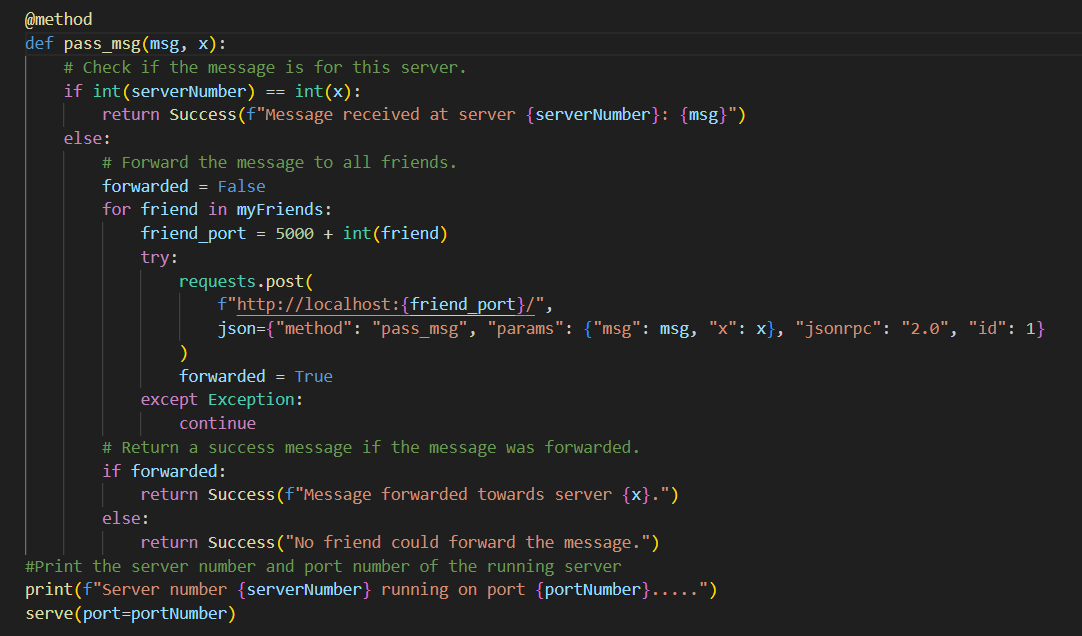 @method
def pass_msg(msg, x):
    # Check if the message is for this server.
    if int(serverNumber) == int(x):
        return Success(f"Message received at server {serverNumber}: {msg}")
    else:
        # Forward the message to all friends.
        forwarded = False
        for friend in myFriends:
            friend_port = 5000 + int(friend)
            try:
                requests.post(
                    f"http://localhost:{friend_port}/",
                    json={"method": "pass_msg", "params": {"msg": msg, "x": x}, "jsonrpc": "2.0", "id": 1}
                )
                forwarded = True
            except Exception:
                continue
        # Return a success message if the message was forwarded.
        if forwarded:
            return Success(f"Message forwarded towards server {x}.")
        else:
            return Success("No friend could forward the message.")
#Print the server number and port number of the running server
print(f"Server number {serverNumber} running on port {portNumber}.....")
serve(port=portNumber)